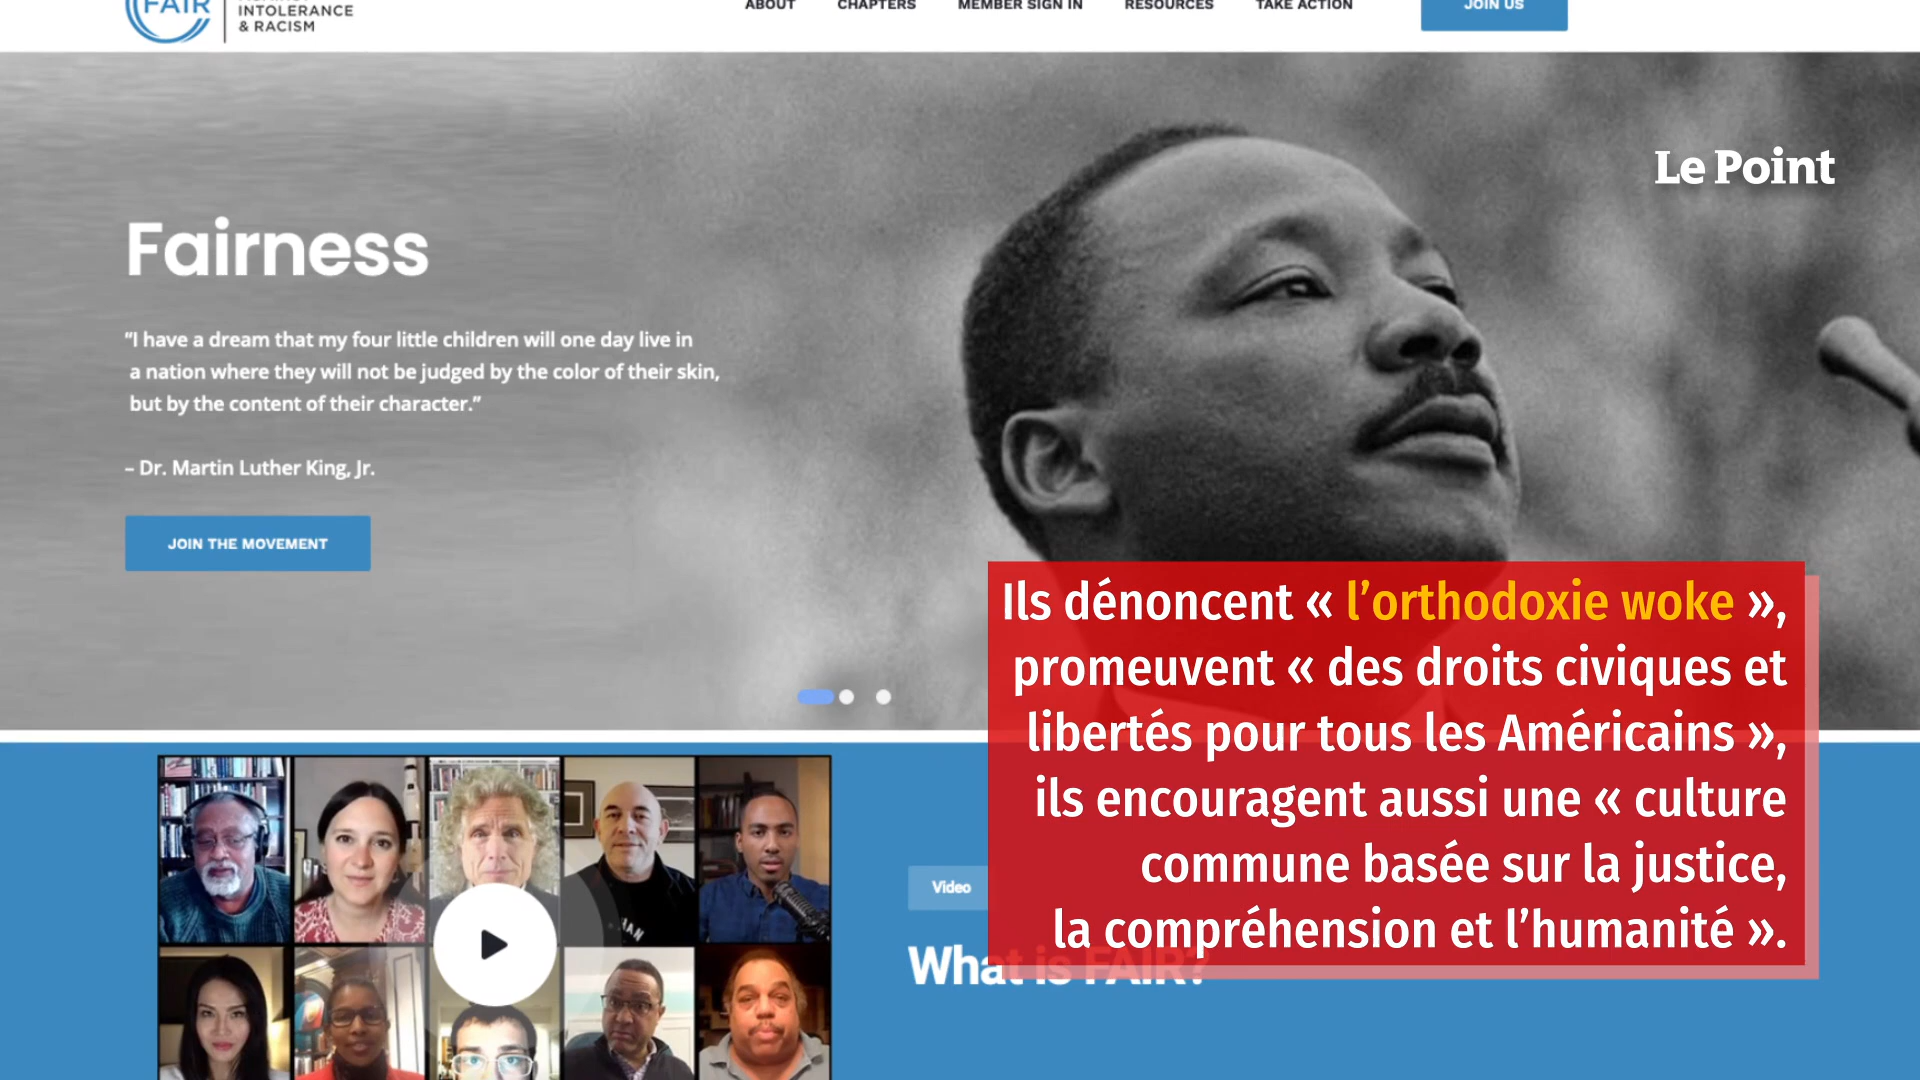 FAIR
INTOLERANCE
& RACISM
ABOUT
CHAPTERS
MEMBER SIGN IN
RESOURCES
TAKE ACTION
JOIN US
Le Point
Fairness
“I have a dream that my four little children will one day live in
a nation where they will not be judged by the color of their skin,
but by the content of their character.”
– Dr. Martin Luther King, Jr.
JOIN THE MOVEMENT
Ils dénoncent « l’orthodoxie woke »,
promeuvent « des droits civiques et
libertés pour tous les Américains »,
ils encouragent aussi une « culture
commune basée sur la justice,
la compréhension et l’humanité ».
Video
What is FAIR?